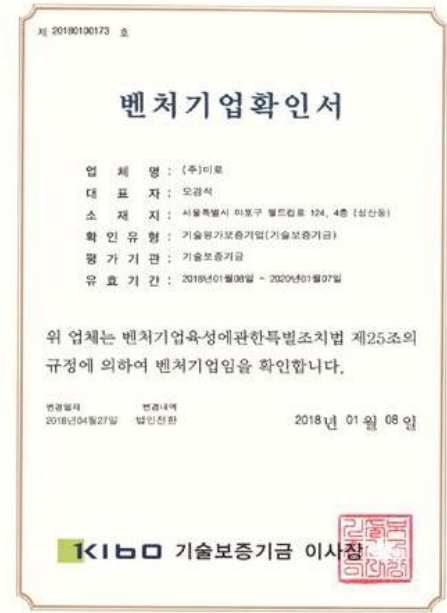 제 20180100173 호
벤처기업확인서
업 체 명 : (주)미로
대 표 자 : 오경석
소 재 지 : 서울특별시 마포구 월드컵로 124, 4층 (성산동)
확 인 유 형 : 기술평가보증기업(기술보증기금)
평 가 기 관 : 기술보증기금
유 효 기 간 : 2018년01월08일 ~ 2020년01월07일
위 업체는 벤처기업육성에관한특별조치법 제25조의
규정에 의하여 벤처기업임을 확인합니다.
변경일자 변경내역
2018년04월27일 법인전환
2018년 01월 08일
KIBO 기술보증기금 이사장